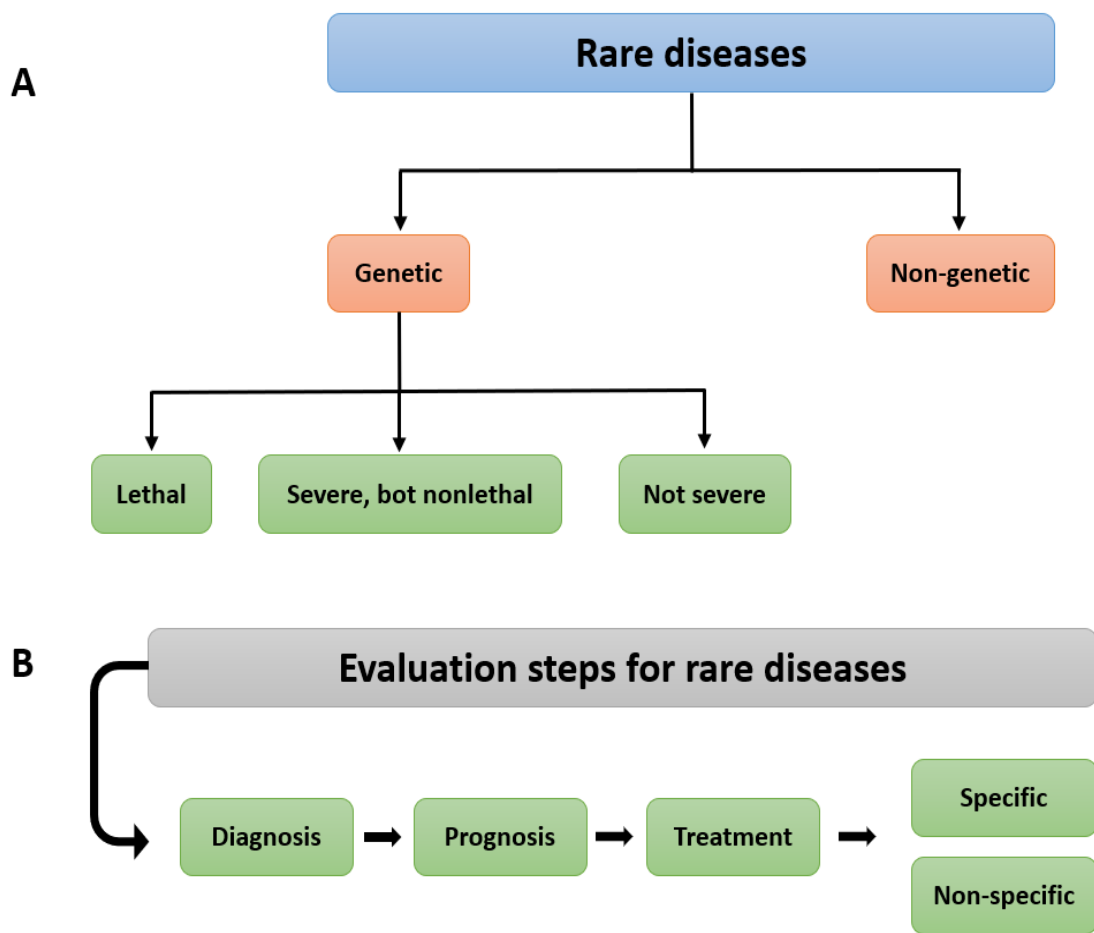 A
Rare diseases
Genetic
Non-genetic
Lethal
Severe, bot nonlethal
Not severe
B
Evaluation steps for rare diseases
Diagnosis
Prognosis
Treatment
Specific
Non-specific